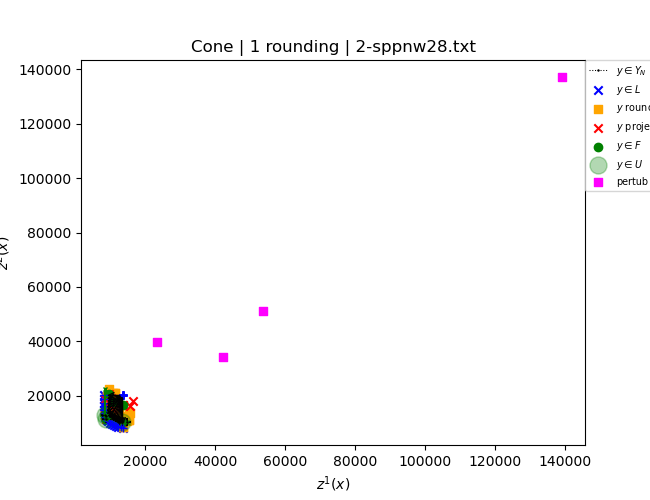 Cone | 1 rounding | 2-sppnw28.txt
140000
120000
100000
80000
60000
40000
20000
20000 40000 60000 80000 100000 120000 140000
z¹(x)
y ∈ Y_N
y ∈ L
y
y
y ∈ F
y ∈ U
pertub